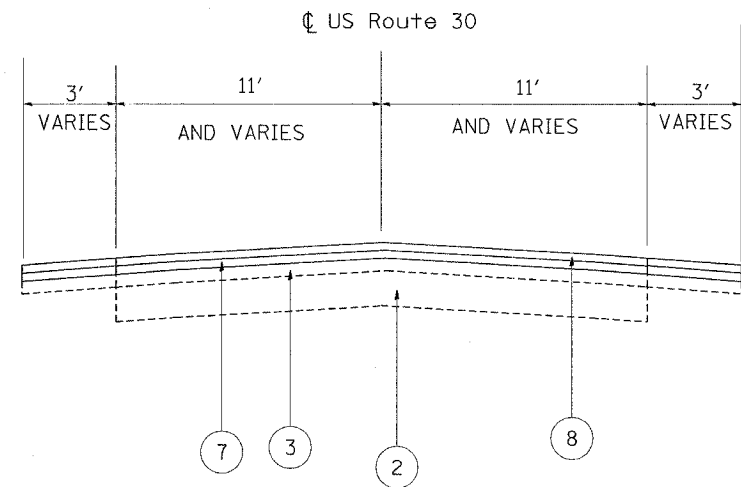 ℄ US Route 30
3' 11' 11' 3'
VARIES AND VARIES AND VARIES VARIES
7 3 2 8